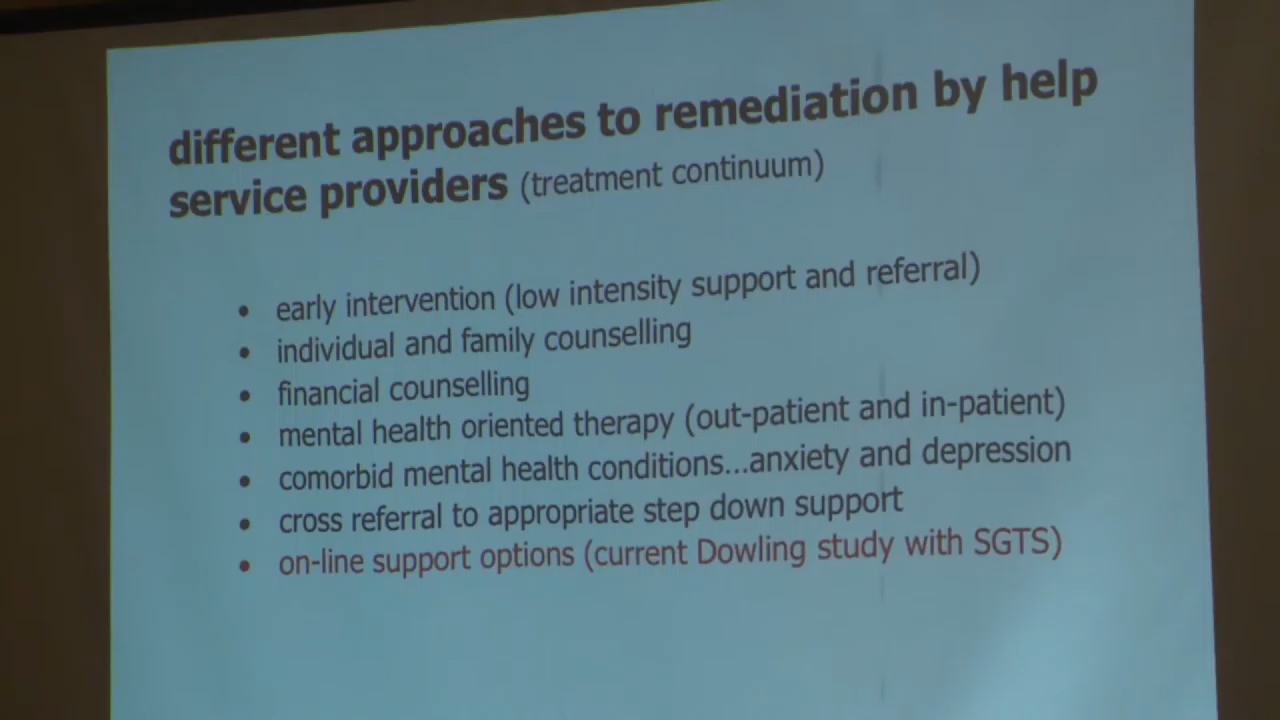 different approaches to remediation by help
service providers (treatment continuum)
• early intervention (low intensity support and referral)
• individual and family counselling
• financial counselling
• mental health oriented therapy (out-patient and in-patient)
• comorbid mental health conditions...anxiety and depression
• cross referral to appropriate step down support
• on-line support options (current Dowling study with SGTS)